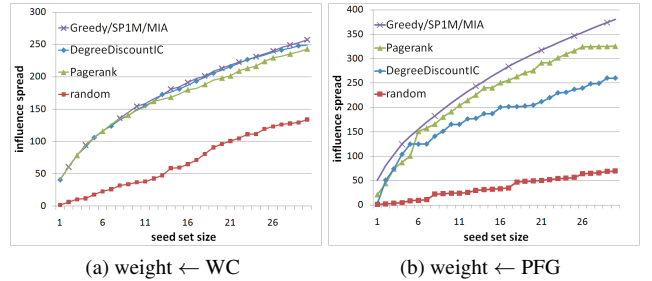 300
250
200
150
100
50
0
influence spread
Greedy/SP1M/MIA
DegreeDiscountIC
Pagerank
random
1 6 11 16 21 26
seed set size
(a) weight ← WC
400
350
300
250
200
150
100
50
0
influence spread
Greedy/SP1M/MIA
Pagerank
DegreeDiscountIC
random
1 6 11 16 21 26
seed set size
(b) weight ← PFG